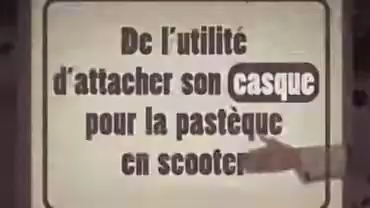 De l'utilité
d'attacher son casque
pour la pastèque
en scooter